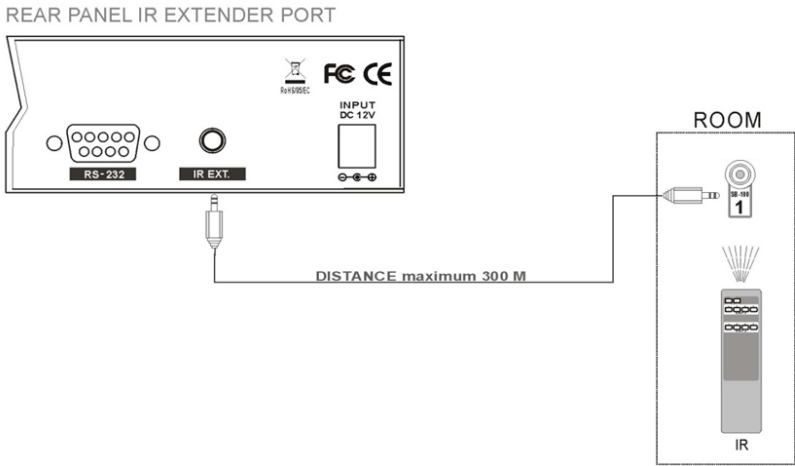 REAR PANEL IR EXTENDER PORT
FC CE
RoHS/95/EC
INPUT
DC 12V
RS-232
IR EXT.
ROOM
SB-100
1
DISTANCE maximum 300 M
IR